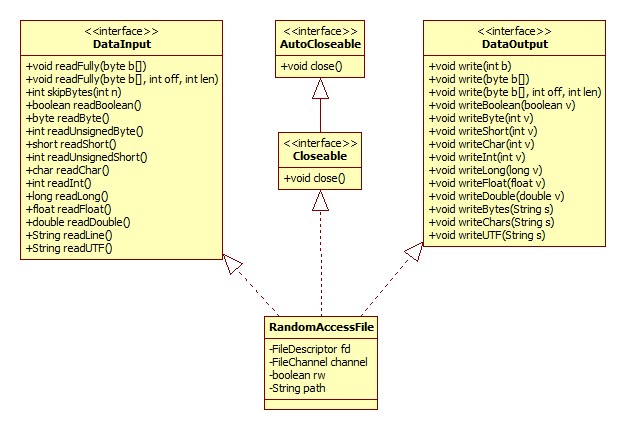 <<interface>>
DataInput
+void readFully(byte b[])
+void readFully(byte b[], int off, int len)
+int skipBytes(int n)
+boolean readBoolean()
+byte readByte()
+int readUnsignedByte()
+short readShort()
+int readUnsignedShort()
+char readChar()
+int readInt()
+long readLong()
+float readFloat()
+double readDouble()
+String readLine()
+String readUTF()
<<interface>>
AutoCloseable
+void close()
<<interface>>
Closeable
+void close()
<<interface>>
DataOutput
+void write(int b)
+void write(byte b[])
+void write(byte b[], int off, int len)
+void writeBoolean(boolean v)
+void writeByte(int v)
+void writeShort(int v)
+void writeChar(int v)
+void writeInt(int v)
+void writeLong(long v)
+void writeFloat(float v)
+void writeDouble(double v)
+void writeBytes(String s)
+void writeChars(String s)
+void writeUTF(String s)
RandomAccessFile
-FileDescriptor fd
-FileChannel channel
-boolean rw
-String path